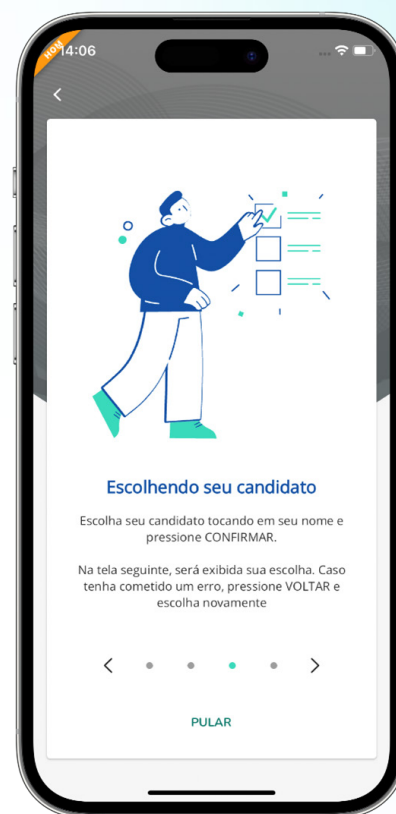 HOM
14:06
Escolhendo seu candidato
Escolha seu candidato tocando em seu nome e
pressione CONFIRMAR.
Na tela seguinte, será exibida sua escolha. Caso
tenha cometido um erro, pressione VOLTAR e
escolha novamente
PULAR